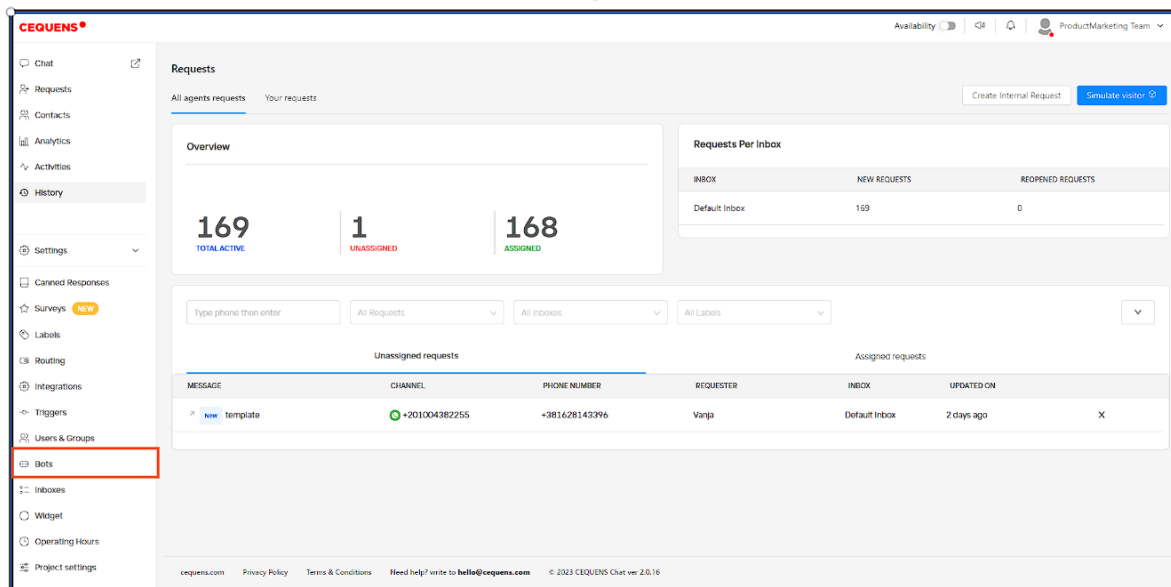 CEQUENS
Availability
ProductMarketing Team
Chat
Requests
Contacts
Analytics
Activities
History
Settings
Canned Responses
Surveys NEW
Labels
Routing
Integrations
Triggers
Users & Groups
Bots
Inboxes
Widget
Operating Hours
Project settings
Requests
All agents requests Your requests
Create Internal Request Simulate visitor
Overview
169 1 168
TOTAL ACTIVE UNASSIGNED ASSIGNED
Requests Per Inbox
INBOX NEW REQUESTS REOPENED REQUESTS
Default Inbox 169 0
Type phone then enter All Requests All Inboxes All Labels
Unassigned requests Assigned requests
MESSAGE CHANNEL PHONE NUMBER REQUESTER INBOX UPDATED ON
New template +201004382255 +381628143396 Vanja Default Inbox 2 days ago X
cequens.com Privacy Policy Terms & Conditions Need help? write to hello@cequens.com © 2023 CEQUENS Chat ver 2.0.16